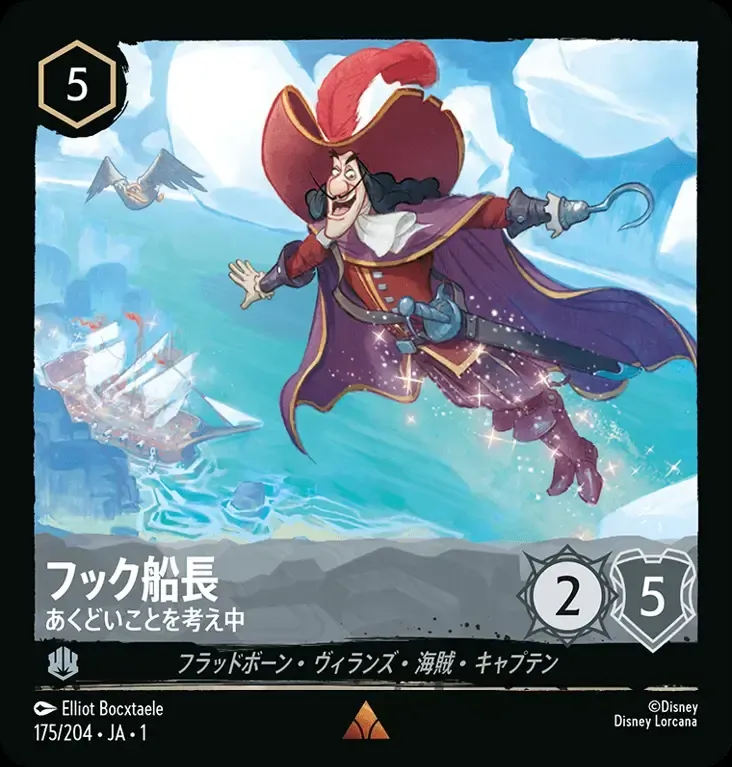 5
フック船長
あくどいことを考え中
2
5
フラッドボーン・ヴィランズ・海賊・キャプテン
Elliot Bocxtaele
175/204・JA・1
©Disney
Disney Lorcana